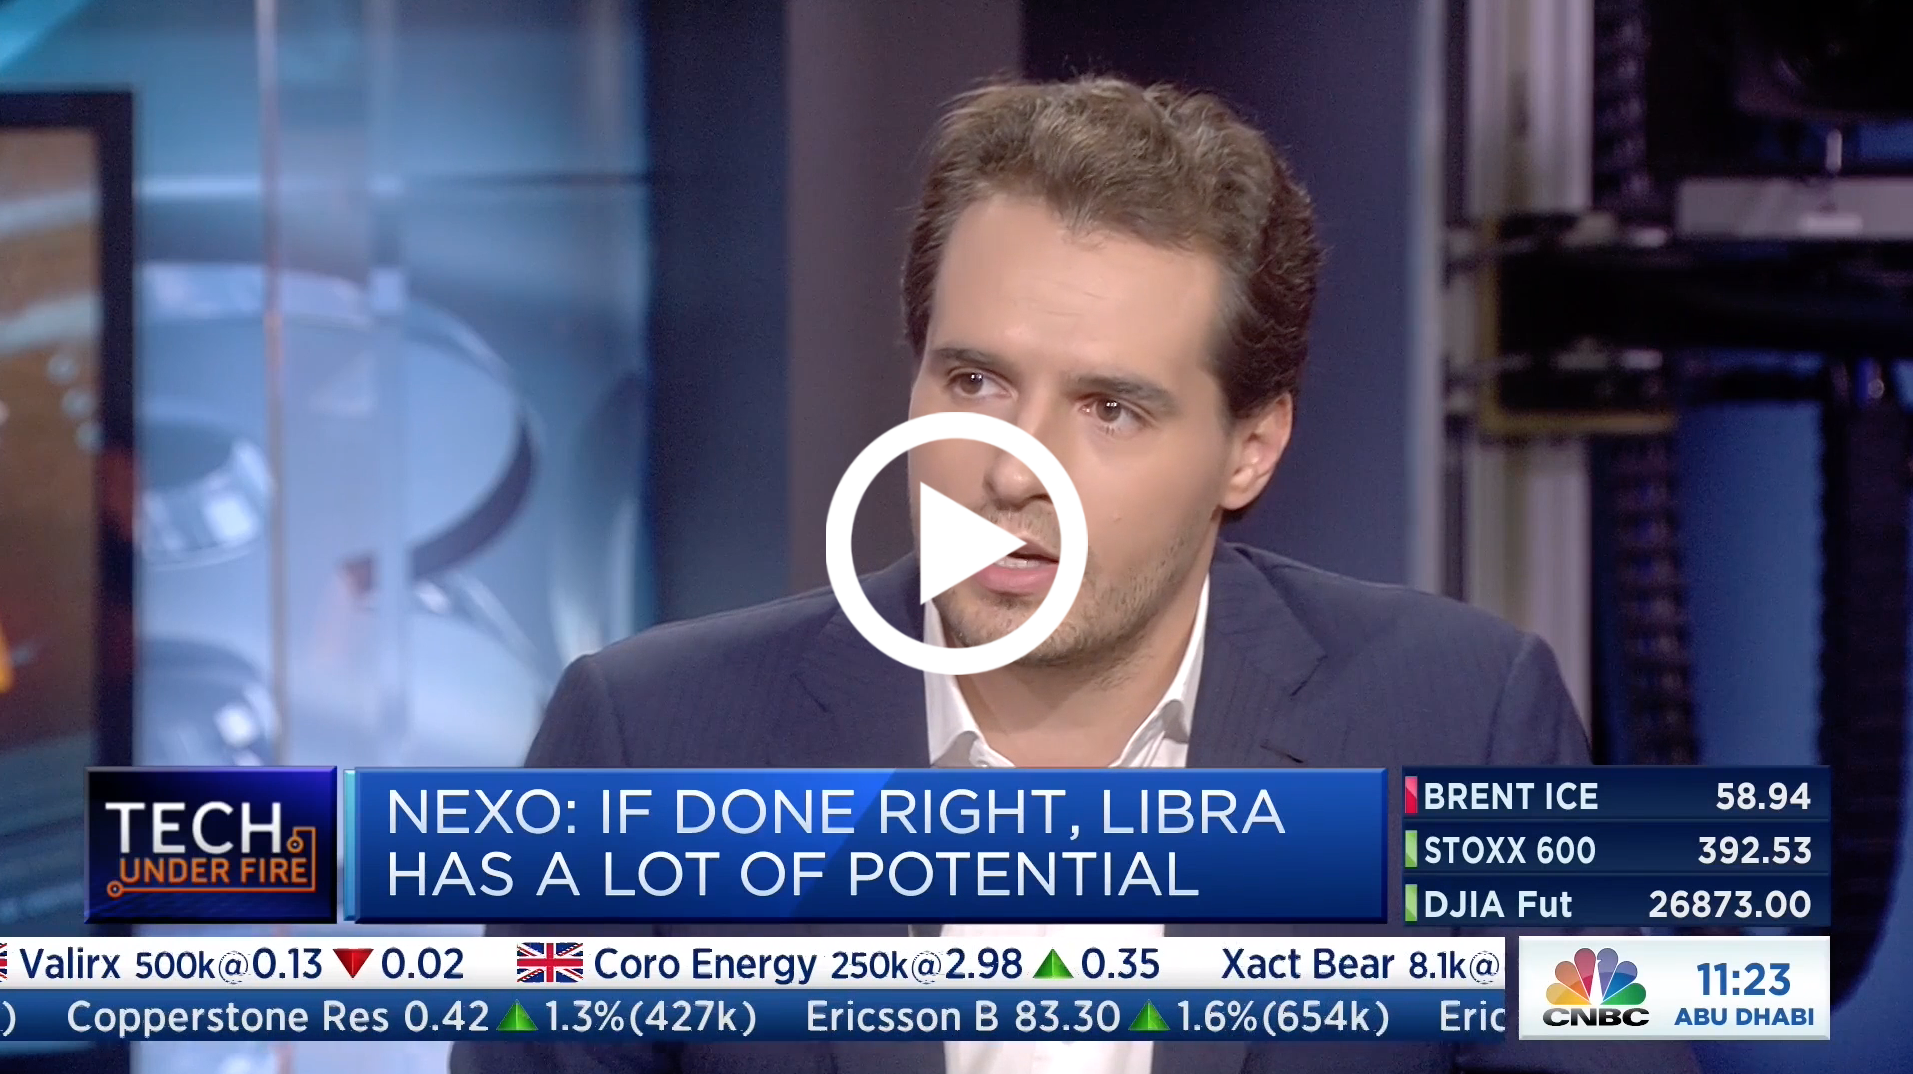 TECH
UNDER FIRE
NEXO: IF DONE RIGHT, LIBRA
HAS A LOT OF POTENTIAL
BRENT ICE 58.94
STOXX 600 392.53
DJIA Fut 26873.00
Valirx 500k@0.13 0.02 Coro Energy 250k@2.98 0.35 Xact Bear 8.1k@
) Copperstone Res 0.42 1.3%(427k) Ericsson B 83.30 1.6%(654k) Eric
CNBC
11:23
ABU DHABI